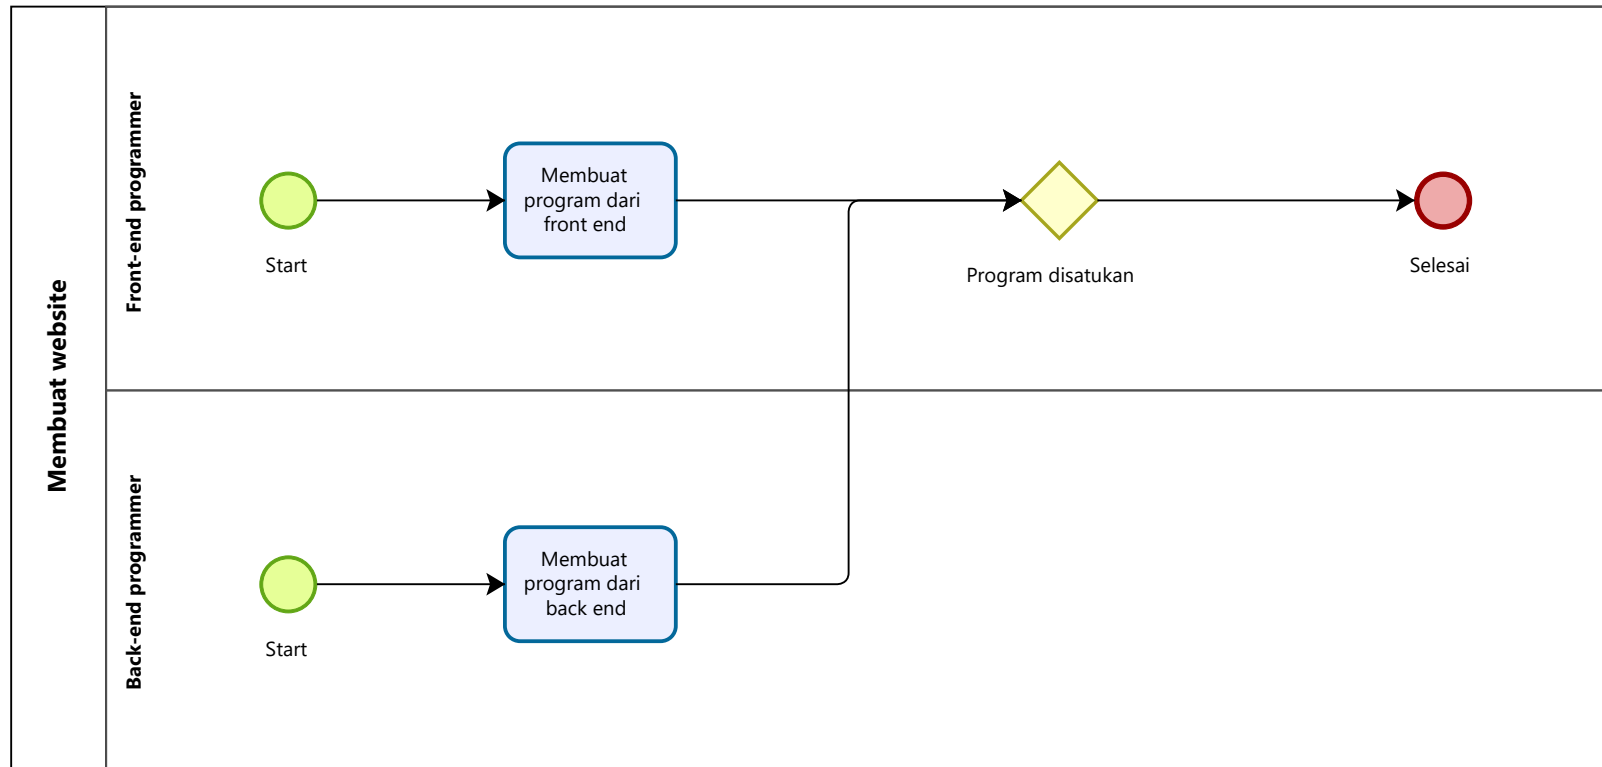 Membuat website
Front-end programmer
Start
Membuat
program dari
front end
Program disatukan
Selesai
Back-end programmer
Start
Membuat
program dari
back end